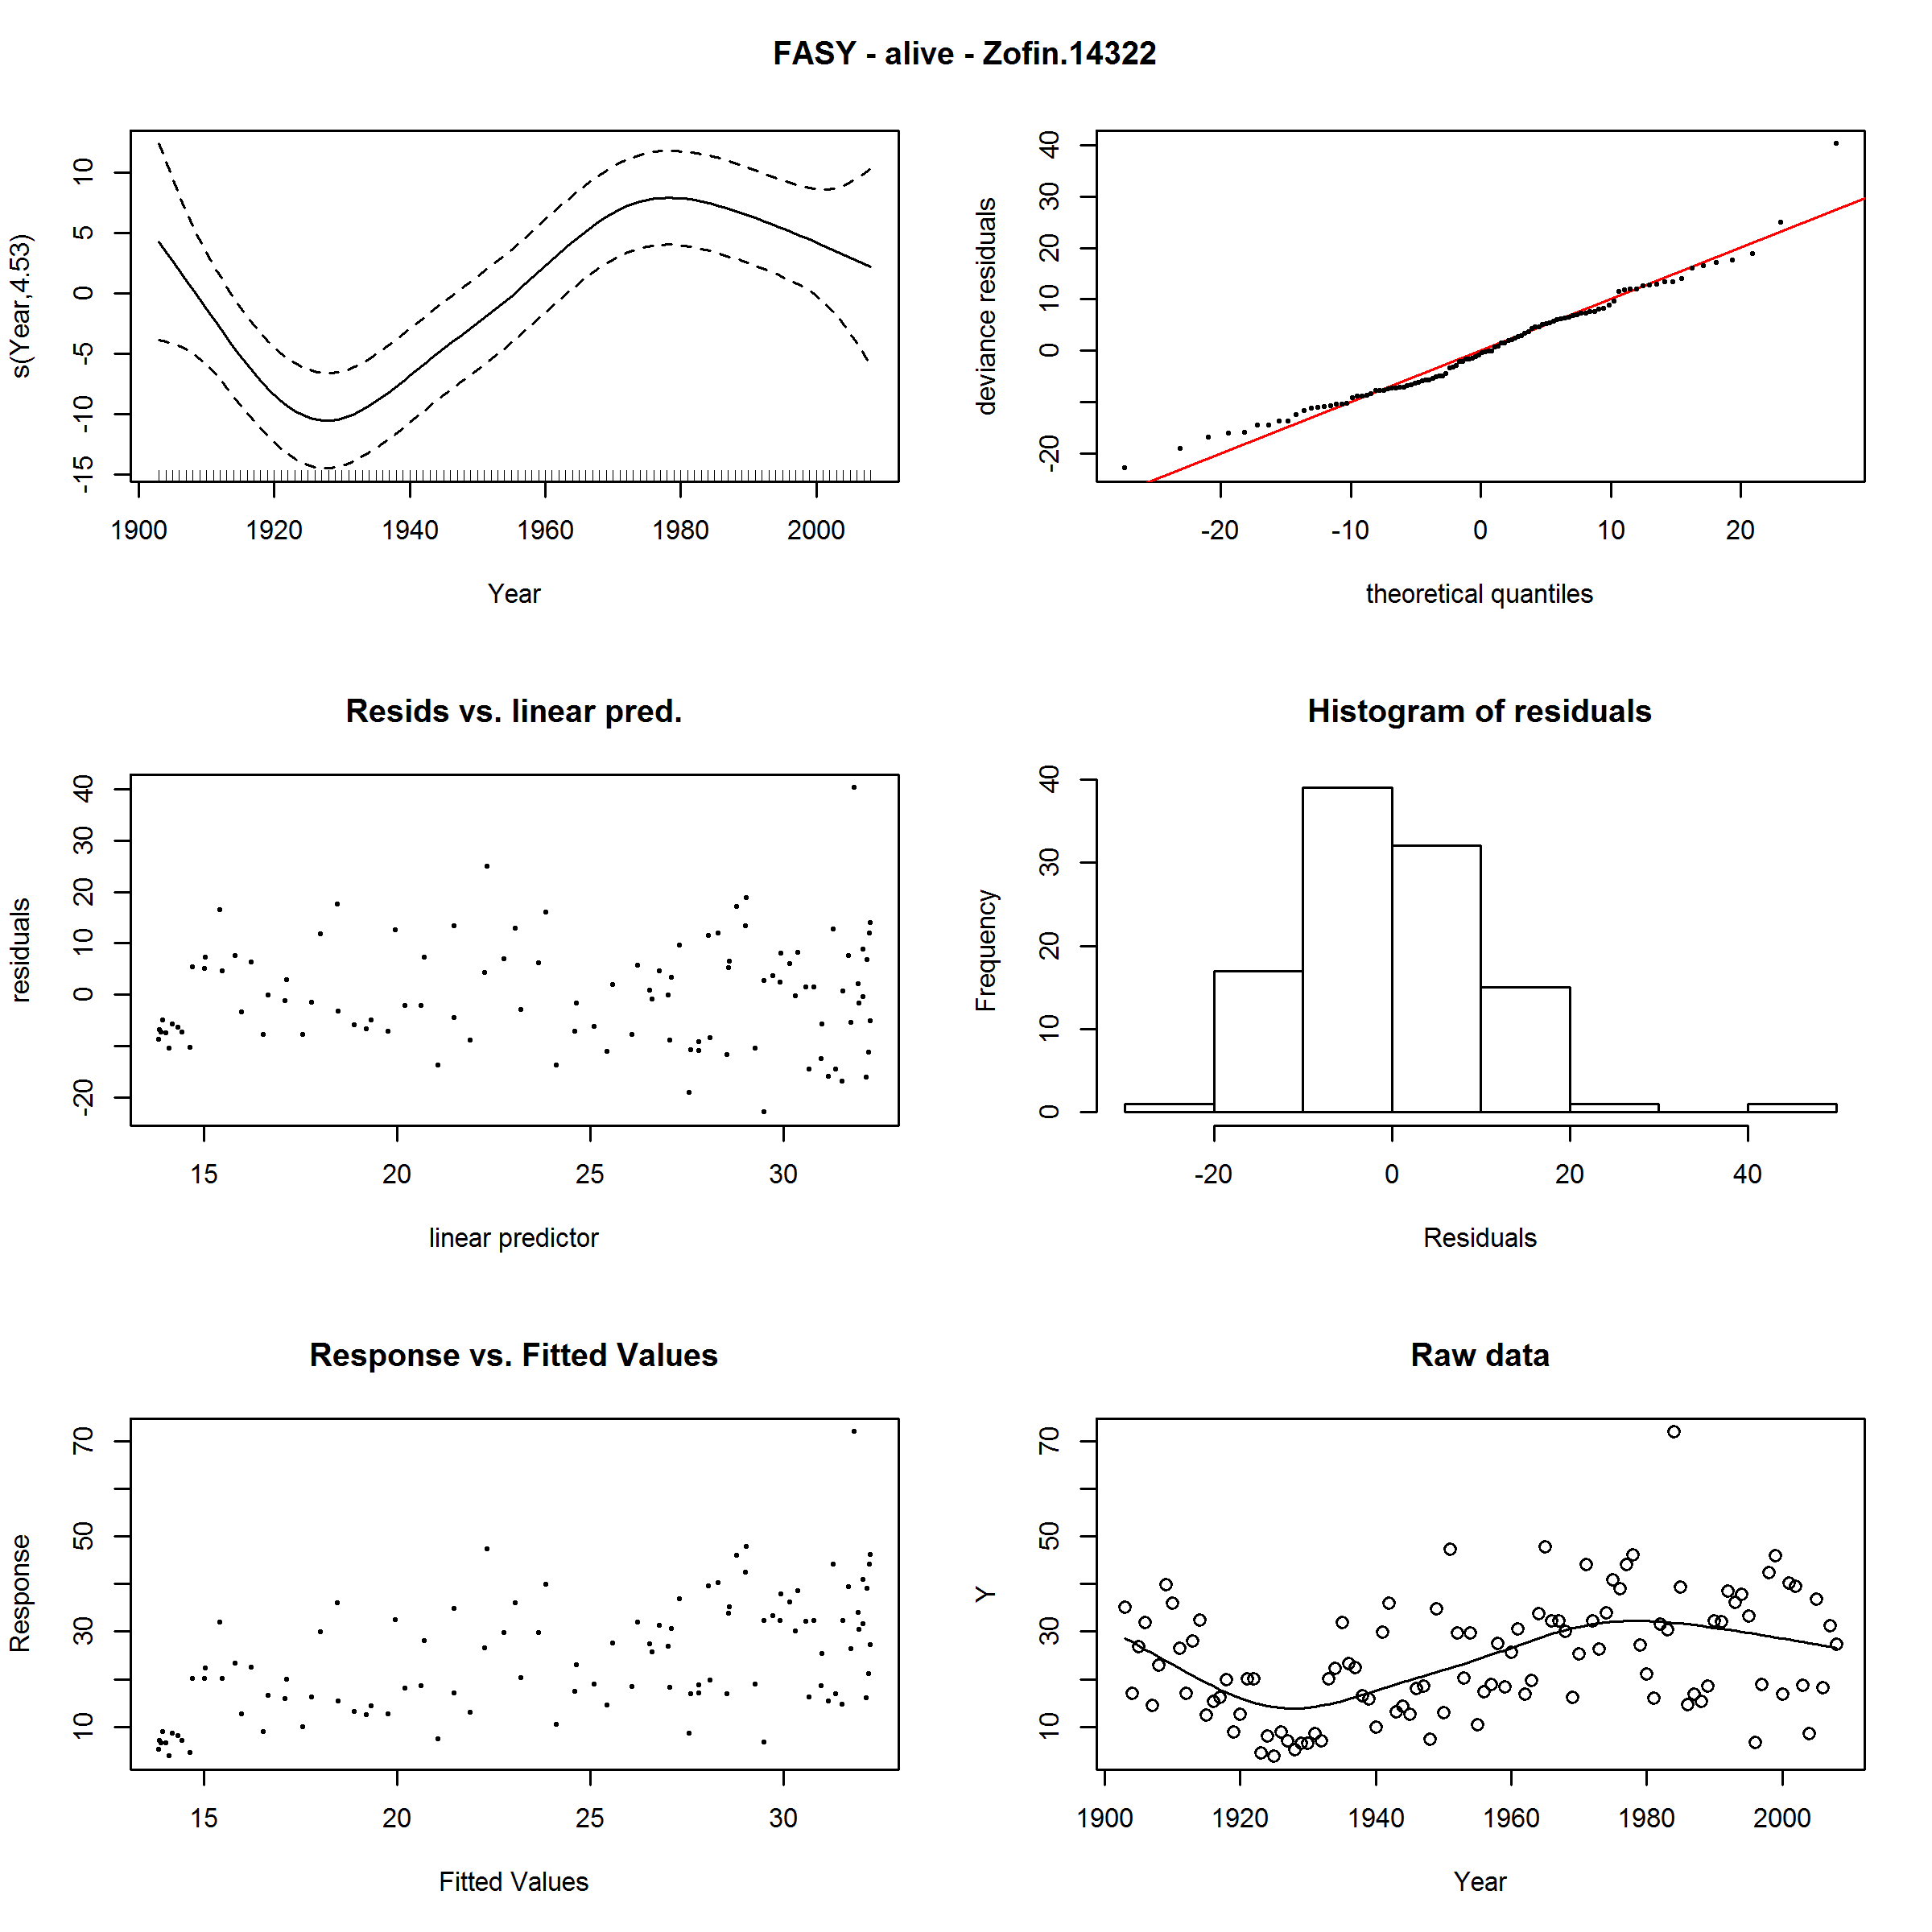 FASY - alive - Zofin.14322
s(Year,4.53)
10
5
0
-5
-10
-15
1900 1920 1940 1960 1980 2000
Year
deviance residuals
40
30
20
10
0
-20
-20 -10 0 10 20
theoretical quantiles
Resids vs. linear pred.
residuals
40
30
20
10
0
-20
15 20 25 30
linear predictor
Histogram of residuals
Frequency
40
30
20
10
0
-20 0 20 40
Residuals
Response vs. Fitted Values
Response
70
50
30
10
15 20 25 30
Fitted Values
Raw data
Y
70
50
30
10
1900 1920 1940 1960 1980 2000
Year